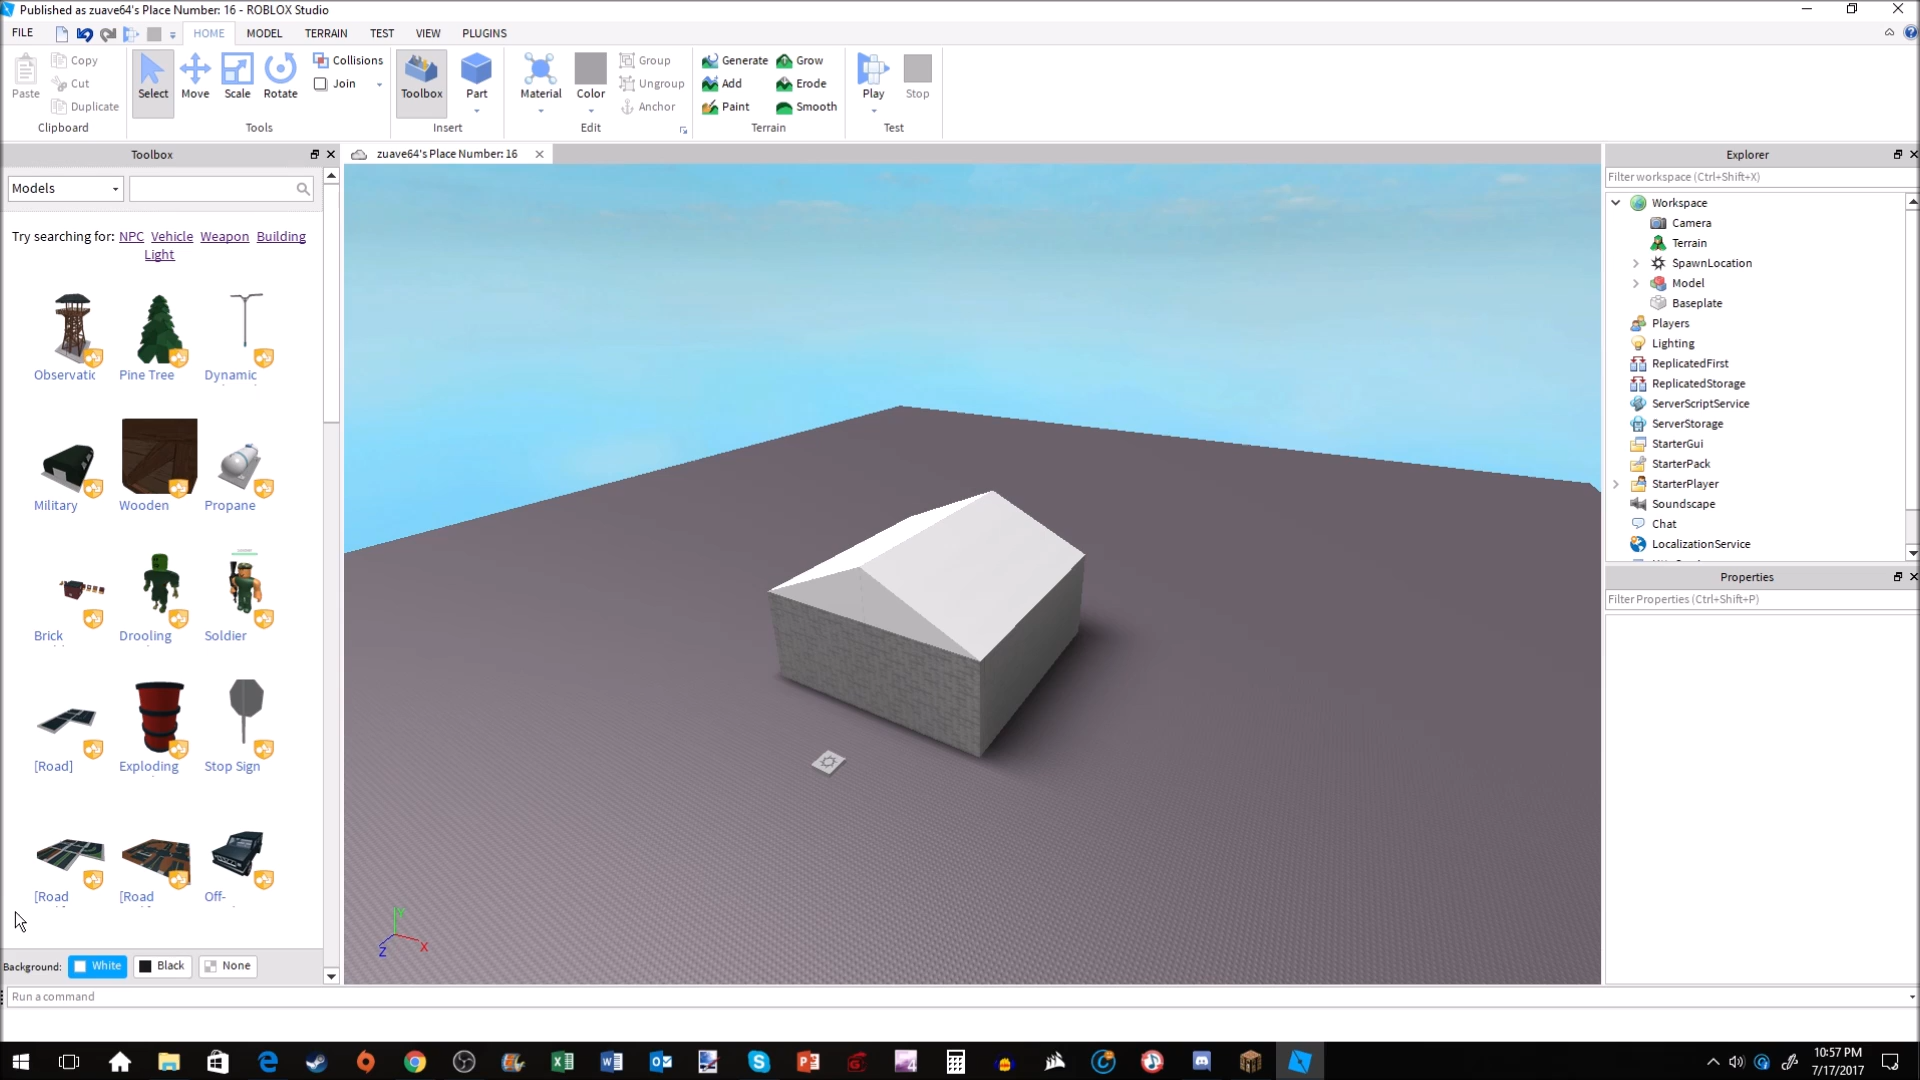 Published as zuave64's Place Number: 16 - ROBLOX Studio
FILE
HOME
MODEL
TERRAIN
TEST
VIEW
PLUGINS
Paste
Copy
Cut
Duplicate
Clipboard
Select
Move
Scale
Rotate
Collisions
Join
Tools
Toolbox
Part
Insert
Material
Color
Group
Ungroup
Anchor
Edit
Generate
Add
Paint
Grow
Erode
Smooth
Terrain
Play
Stop
Test
Toolbox
Models
Try searching for: NPC Vehicle Weapon Building
Light
Observatic
Pine Tree
Dynamic
Military
Wooden
Propane
Brick
Drooling
Soldier
[Road]
Exploding
Stop Sign
[Road
[Road
Off-
Background: White Black None
Run a command
zuave64's Place Number: 16
Y
X
Z
Explorer
Filter workspace (Ctrl+Shift+X)
Workspace
Camera
Terrain
SpawnLocation
Model
Baseplate
Players
Lighting
ReplicatedFirst
ReplicatedStorage
ServerScriptService
ServerStorage
StarterGui
StarterPack
StarterPlayer
Soundscape
Chat
LocalizationService
Properties
Filter Properties (Ctrl+Shift+P)
10:57 PM
7/17/2017